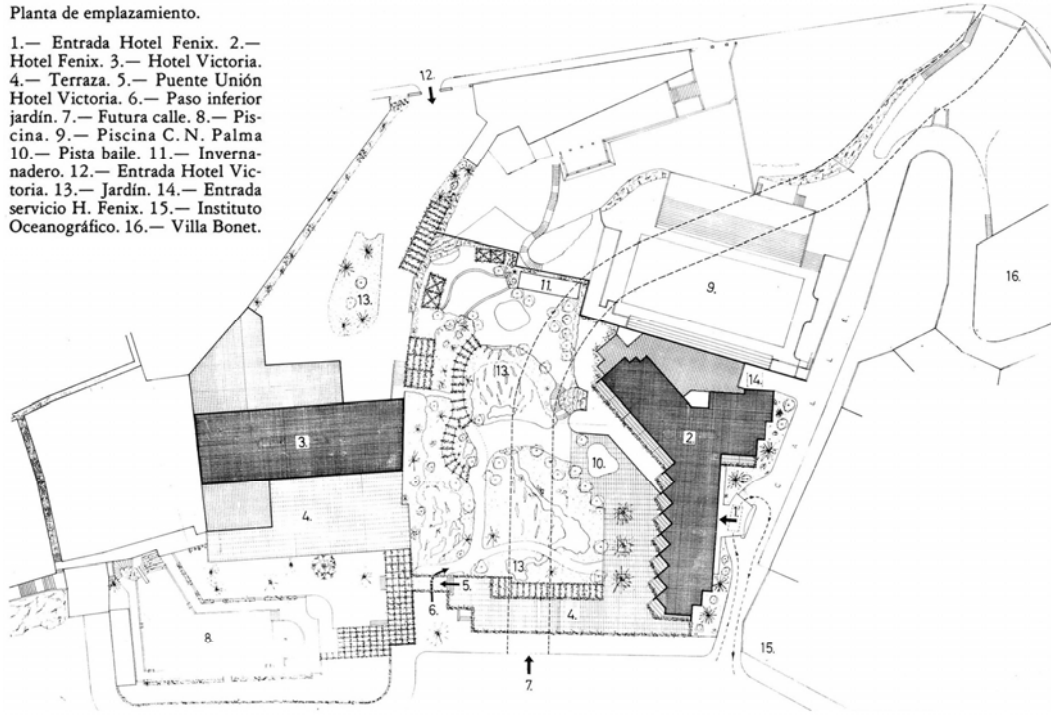 Planta de emplazamiento.
1.— Entrada Hotel Fenix. 2.—
Hotel Fenix. 3.— Hotel Victoria.
4.— Terraza. 5.— Puente Unión
Hotel Victoria. 6.— Paso inferior
jardín. 7.— Futura calle. 8.— Pis-
cina. 9.— Piscina C. N. Palma
10.— Pista baile. 11.— Inverna-
nadero. 12.— Entrada Hotel Vic-
toria. 13.— Jardín. 14.— Entrada
servicio H. Fenix. 15.— Instituto
Oceanográfico. 16.— Villa Bonet.
12.
16.
11.
9.
13.
13.
14.
3.
2.
10.
4.
1.
13.
5.
6.
4.
8.
15.
7.